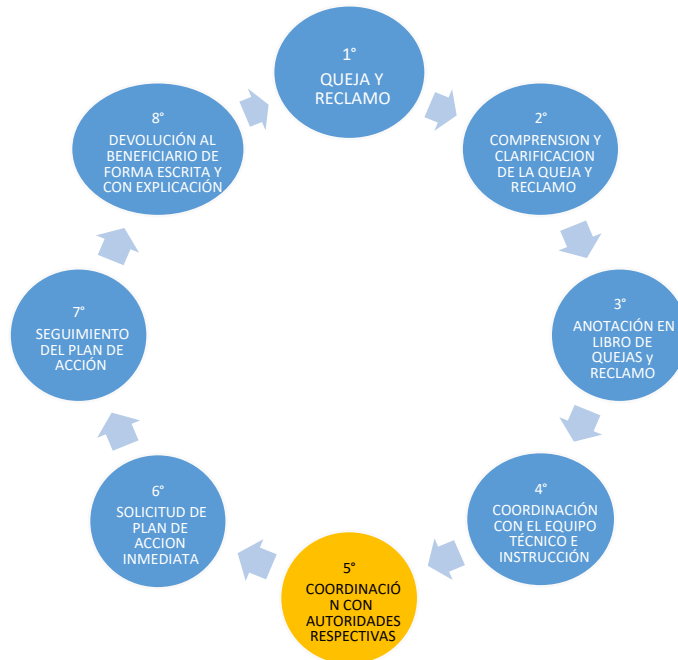 1°
QUEJA Y
RECLAMO
2°
COMPRENSION Y
CLARIFICACION
DE LA QUEJA Y
RECLAMO
3°
ANOTACIÓN EN
LIBRO DE
QUEJAS y
RECLAMO
4°
COORDINACIÓN
CON EL EQUIPO
TÉCNICO E
INSTRUCCIÓN
5°
COORDINACIÓ
N CON
AUTORIDADES
RESPECTIVAS
6°
SOLICITUD DE
PLAN DE
ACCION
INMEDIATA
7°
SEGUIMIENTO
DEL PLAN DE
ACCIÓN
8°
DEVOLUCIÓN AL
BENEFICIARIO DE
FORMA ESCRITA Y
CON EXPLICACIÓN